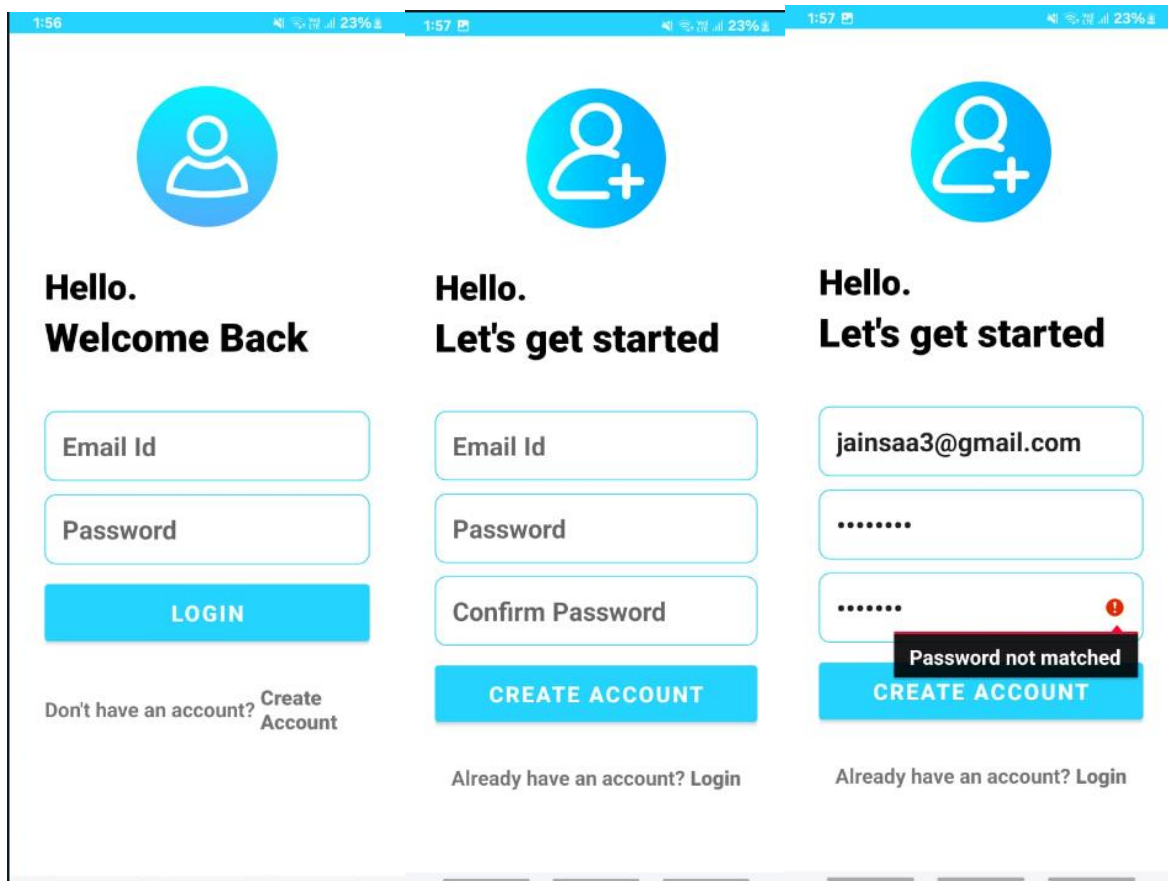 1:56
23%
Hello.
Welcome Back
Email Id
Password
LOGIN
Don't have an account? Create
Account
1:57
23%
Hello.
Let's get started
Email Id
Password
Confirm Password
CREATE ACCOUNT
Already have an account? Login
1:57
23%
Hello.
Let's get started
jainsaa3@gmail.com
••••••••
•••••••
Password not matched
CREATE ACCOUNT
Already have an account? Login